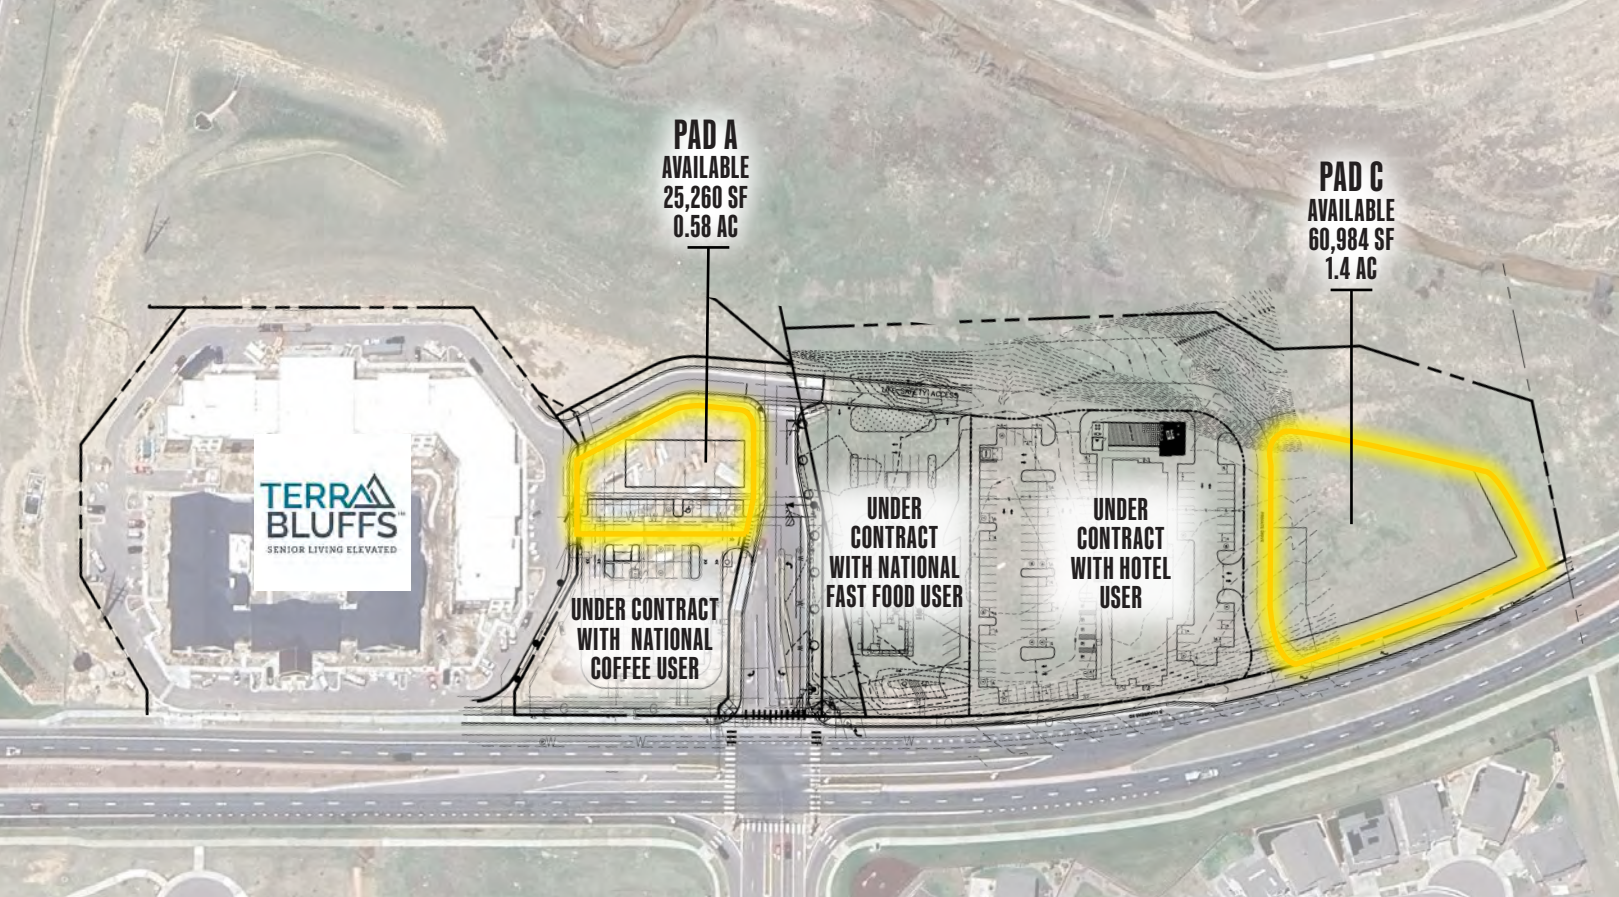 PAD A
AVAILABLE
25,260 SF
0.58 AC
PAD C
AVAILABLE
60,984 SF
1.4 AC
TERRA
BLUFFS
SENIOR LIVING ELEVATED
UNDER CONTRACT
WITH NATIONAL
COFFEE USER
UNDER
CONTRACT
WITH NATIONAL
FAST FOOD USER
UNDER
CONTRACT
WITH HOTEL
USER